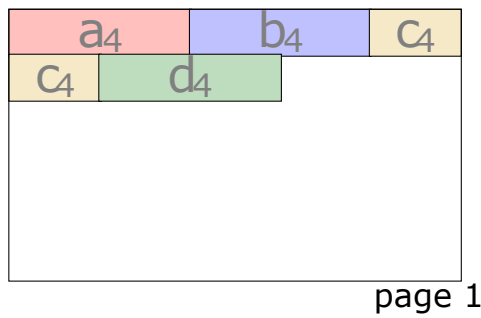 a₄ b₄ c₄
c₄ d₄
page 1